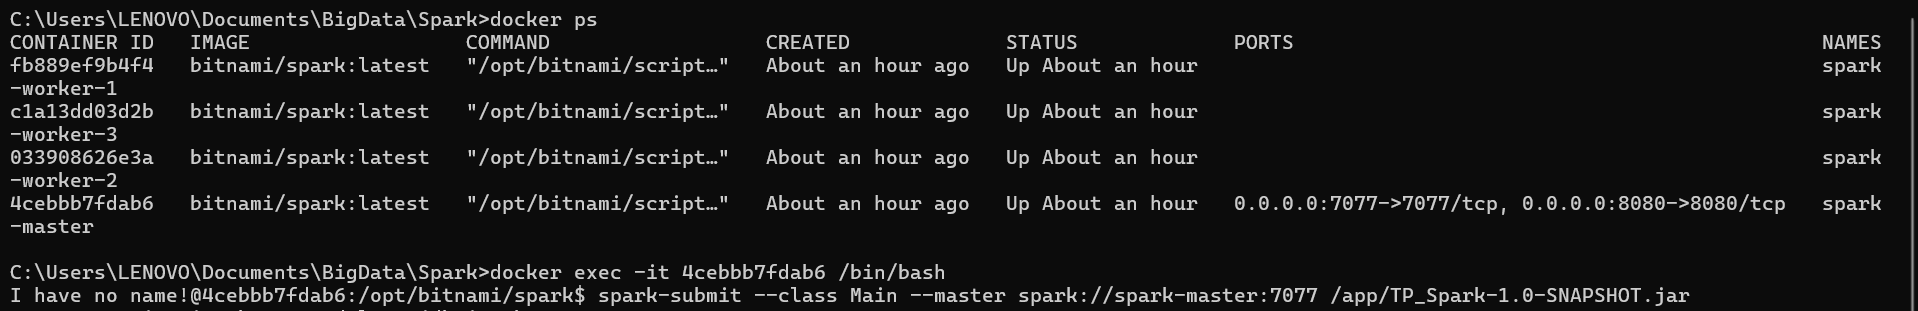 C:\Users\LENOVO\Documents\BigData\Spark>docker ps
CONTAINER ID   IMAGE                  COMMAND                  CREATED             STATUS             PORTS                                            NAMES
fb889ef9b4f4   bitnami/spark:latest   "/opt/bitnami/script…"   About an hour ago   Up About an hour                                                    spark
-worker-1
c1a13dd03d2b   bitnami/spark:latest   "/opt/bitnami/script…"   About an hour ago   Up About an hour                                                    spark
-worker-3
033908626e3a   bitnami/spark:latest   "/opt/bitnami/script…"   About an hour ago   Up About an hour                                                    spark
-worker-2
4cebbb7fdab6   bitnami/spark:latest   "/opt/bitnami/script…"   About an hour ago   Up About an hour   0.0.0.0:7077->7077/tcp, 0.0.0.0:8080->8080/tcp   spark
-master
C:\Users\LENOVO\Documents\BigData\Spark>docker exec -it 4cebbb7fdab6 /bin/bash
I have no name!@4cebbb7fdab6:/opt/bitnami/spark$ spark-submit --class Main --master spark://spark-master:7077 /app/TP_Spark-1.0-SNAPSHOT.jar